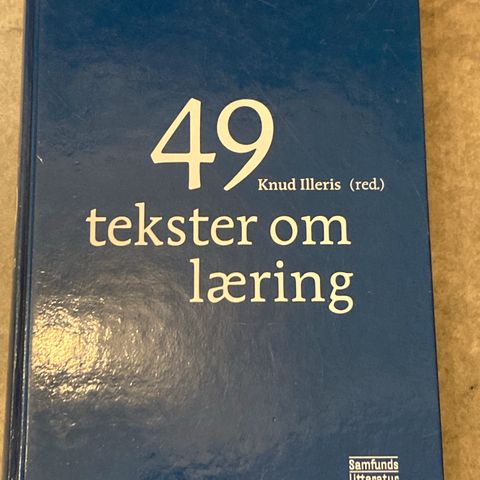 49
Knud Illeris (red.)
tekster om
læring
Samfunds
litteratur